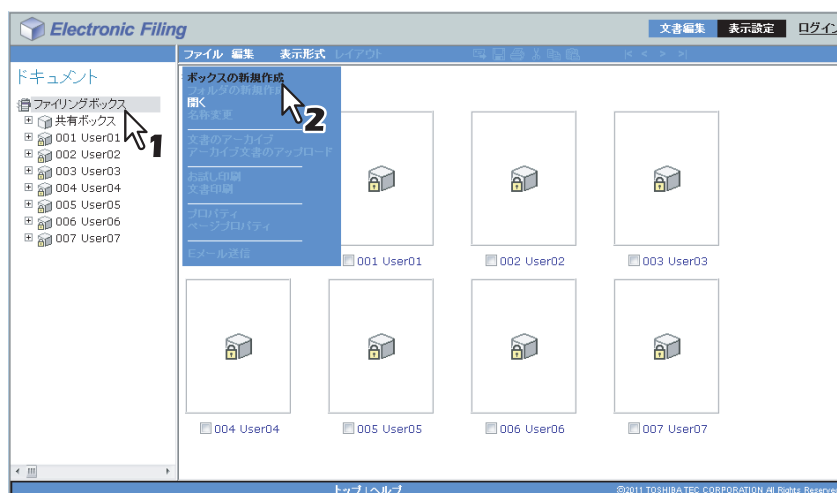 Electronic Filing
文書編集 表示設定 ログイン
ファイル 編集 表示形式 レイアウト
|< < > >|
ドキュメント
ファイリングボックス
共有ボックス
001 User01
002 User02
003 User03
004 User04
005 User05
006 User06
007 User07
1
ボックスの新規作成
フォルダの新規作成
開く
名称変更
文書のアーカイブ
アーカイブ文書のアップロード
お試し印刷
文書印刷
プロパティ
ページプロパティ
Eメール送信
2
001 User01 002 User02 003 User03
004 User04 005 User05 006 User06 007 User07
トップ | ヘルプ
©2011 TOSHIBA TEC CORPORATION All Rights Reserved